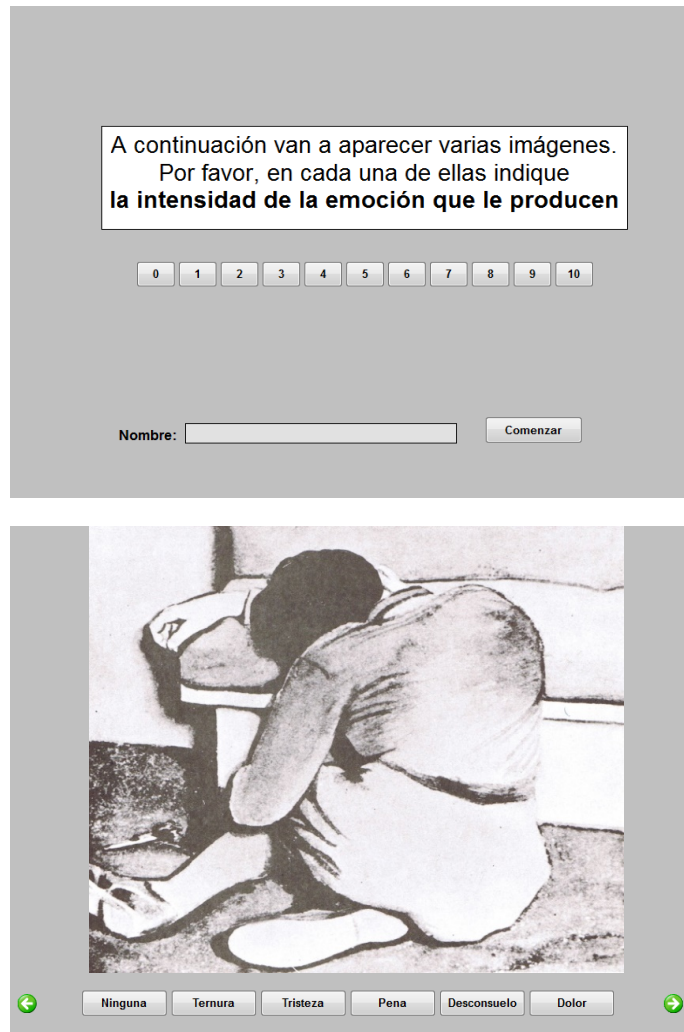 A continuación van a aparecer varias imágenes.
Por favor, en cada una de ellas indique
la intensidad de la emoción que le producen
0 1 2 3 4 5 6 7 8 9 10
Nombre: Comenzar
Ninguna Ternura Tristeza Pena Desconsuelo Dolor